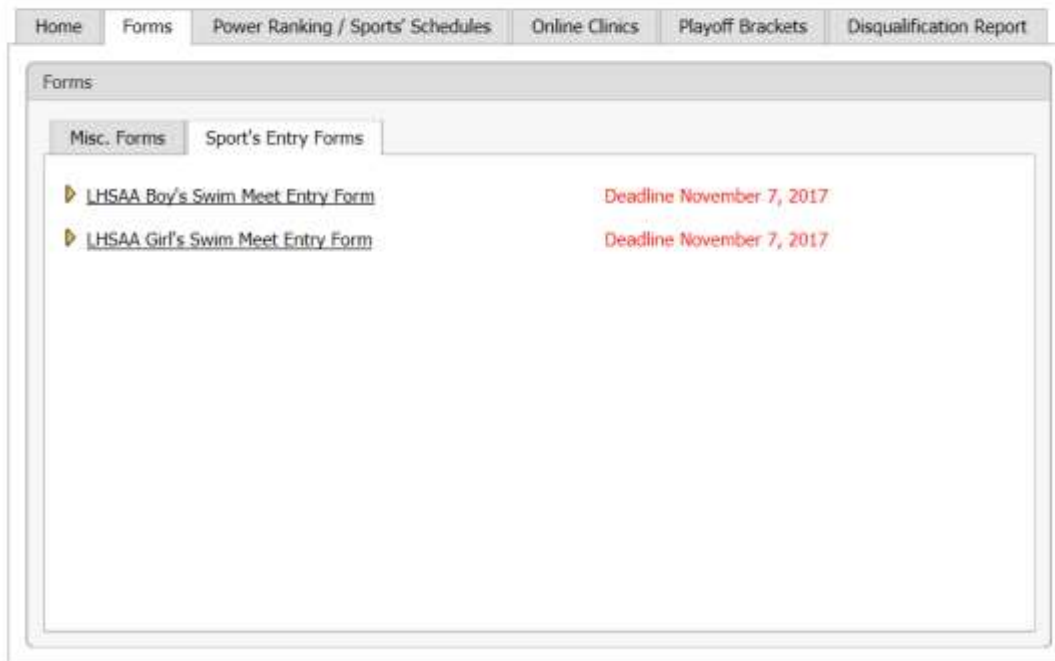 Home Forms Power Ranking / Sports' Schedules Online Clinics Playoff Brackets Disqualification Report
Forms
Misc. Forms Sport's Entry Forms
LHSAA Boy's Swim Meet Entry Form Deadline November 7, 2017
LHSAA Girl's Swim Meet Entry Form Deadline November 7, 2017